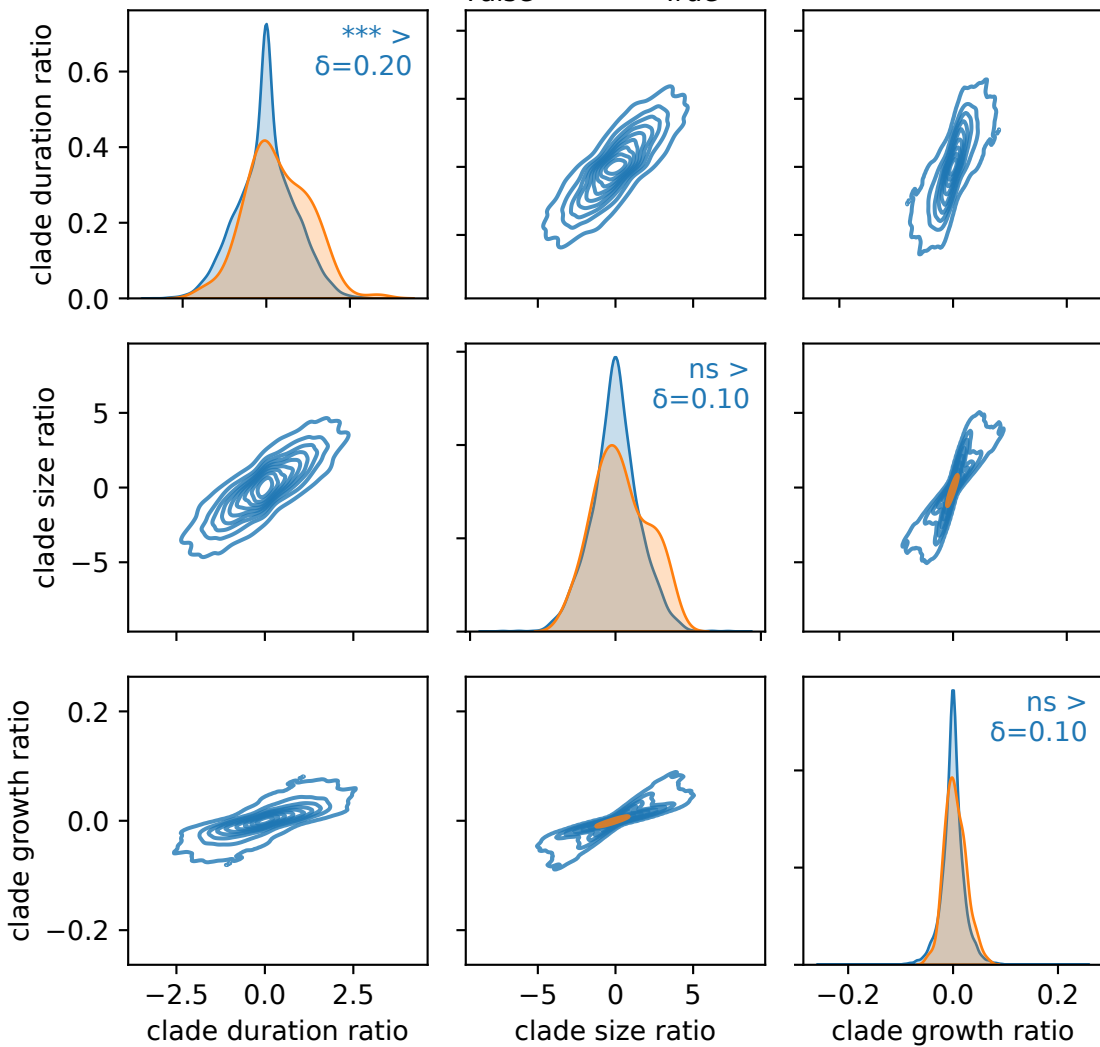 clade duration ratio
0.6
0.4
0.2
0.0
*** >
δ=0.20
clade size ratio
5
0
−5
ns >
δ=0.10
clade growth ratio
0.2
0.0
−0.2
ns >
δ=0.10
−2.5 0.0 2.5
−5 0 5
−0.2 0.0 0.2
clade duration ratio
clade size ratio
clade growth ratio